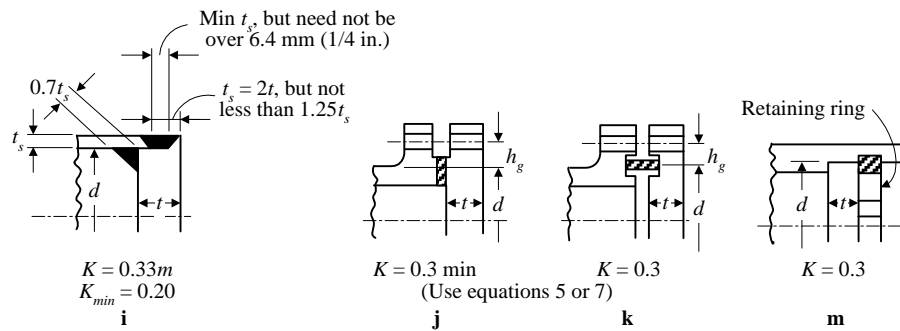 Min t_s, but need not be
over 6.4 mm (1/4 in.)
0.7t_s
t_s = 2t, but not
less than 1.25t_s
t_s
d
t
h_g
t
d
h_g
t
d
Retaining ring
d
t
K = 0.33m
K_min = 0.20
i
K = 0.3 min
K = 0.3
(Use equations 5 or 7)
j
k
K = 0.3
m